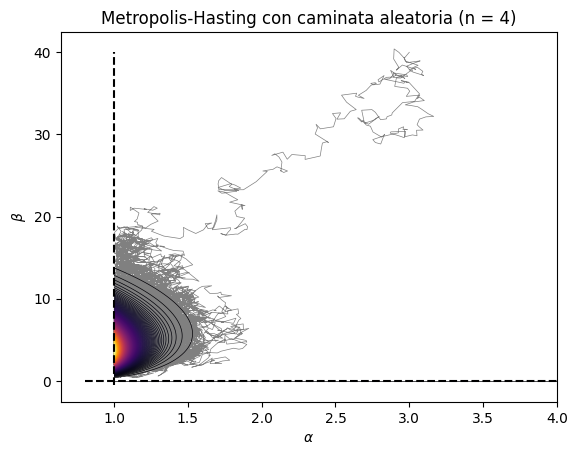 Metropolis-Hasting con caminata aleatoria (n = 4)
40
30
20
10
0
β
1.0 1.5 2.0 2.5 3.0 3.5 4.0
α